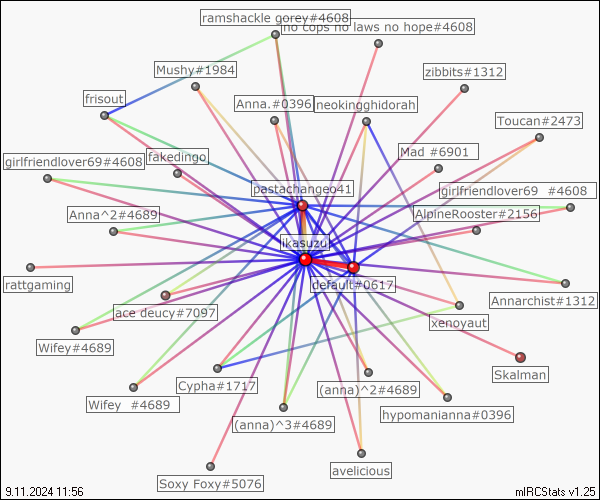 ramshackle gorey#4608
no cops no laws no hope#4608
Mushy#1984
zibbits#1312
frisout
Anna.#0396
neokingghidorah
Toucan#2473
girlfriendlover69#4608
fakedingo
Mad #6901
pastachangeo41
girlfriendlover69 #4608
Anna^2#4689
AlpineRooster#2156
ikasuzu
rattgaming
default#0617
Annarchist#1312
ace deucy#7097
xenoyaut
Wifey#4689
Skalman
Cypha#1717
(anna)^2#4689
Wifey #4689
hypomanianna#0396
(anna)^3#4689
avelicious
Soxy Foxy#5076
9.11.2024 11:56
mIRCStats v1.25